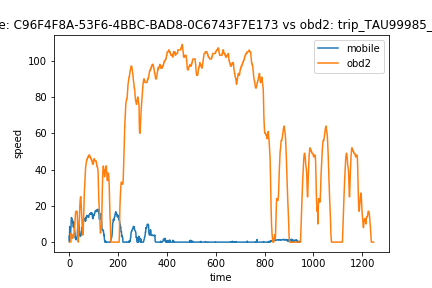 e: C96F4F8A-53F6-4BBC-BAD8-0C6743F7E173 vs obd2: trip_TAU99985_
mobile
obd2
speed
100
80
60
40
20
0
0 200 400 600 800 1000 1200
time